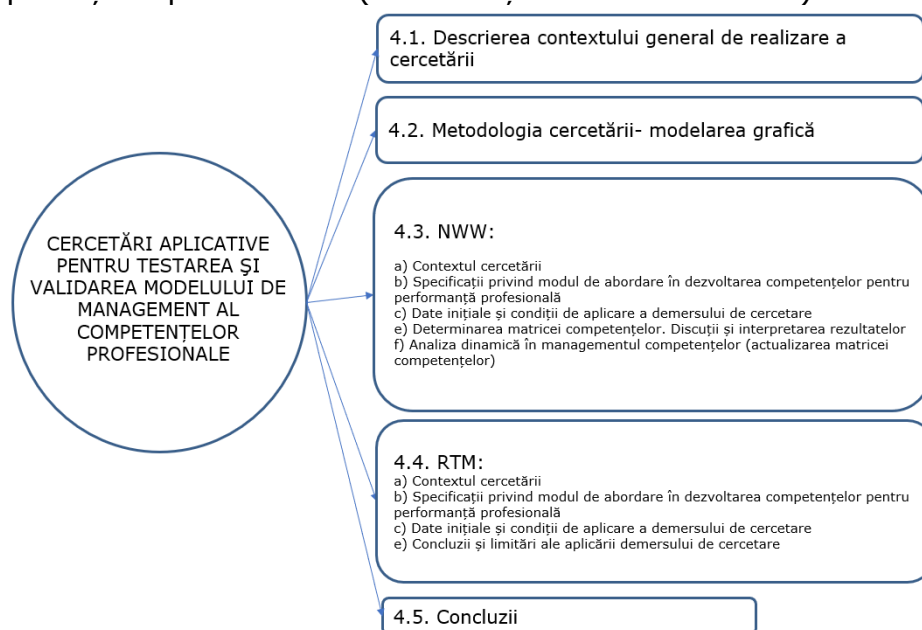 4.1. Descrierea contextului general de realizare a
cercetării
4.2. Metodologia cercetării- modelarea grafică
CERCETĂRI APLICATIVE
PENTRU TESTAREA ŞI
VALIDAREA MODELULUI DE
MANAGEMENT AL
COMPETENȚELOR
PROFESIONALE
4.3. NWW:
a) Contextul cercetării
b) Specificații privind modul de abordare în dezvoltarea competențelor pentru
performanță profesională
c) Date inițiale și condiții de aplicare a demersului de cercetare
e) Determinarea matricei competențelor. Discuții și interpretarea rezultatelor
f) Analiza dinamică în managementul competențelor (actualizarea matricei
competențelor)
4.4. RTM:
a) Contextul cercetării
b) Specificații privind modul de abordare în dezvoltarea competențelor pentru
performanță profesională
c) Date inițiale și condiții de aplicare a demersului de cercetare
e) Concluzii și limitări ale aplicării demersului de cercetare
4.5. Concluzii